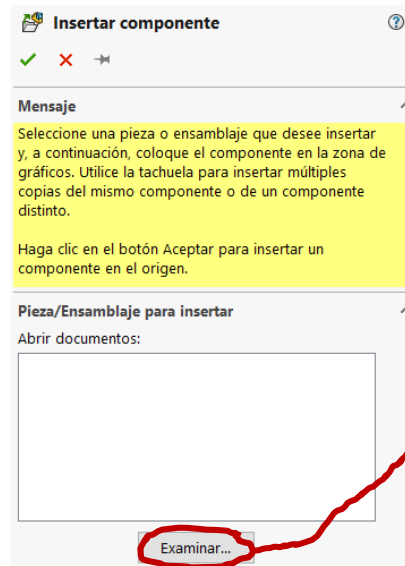 Insertar componente
Mensaje
Seleccione una pieza o ensamblaje que desee insertar
y, a continuación, coloque el componente en la zona de
gráficos. Utilice la tachuela para insertar múltiples
copias del mismo componente o de un componente
distinto.
Haga clic en el botón Aceptar para insertar un
componente en el origen.
Pieza/Ensamblaje para insertar
Abrir documentos:
Examinar...